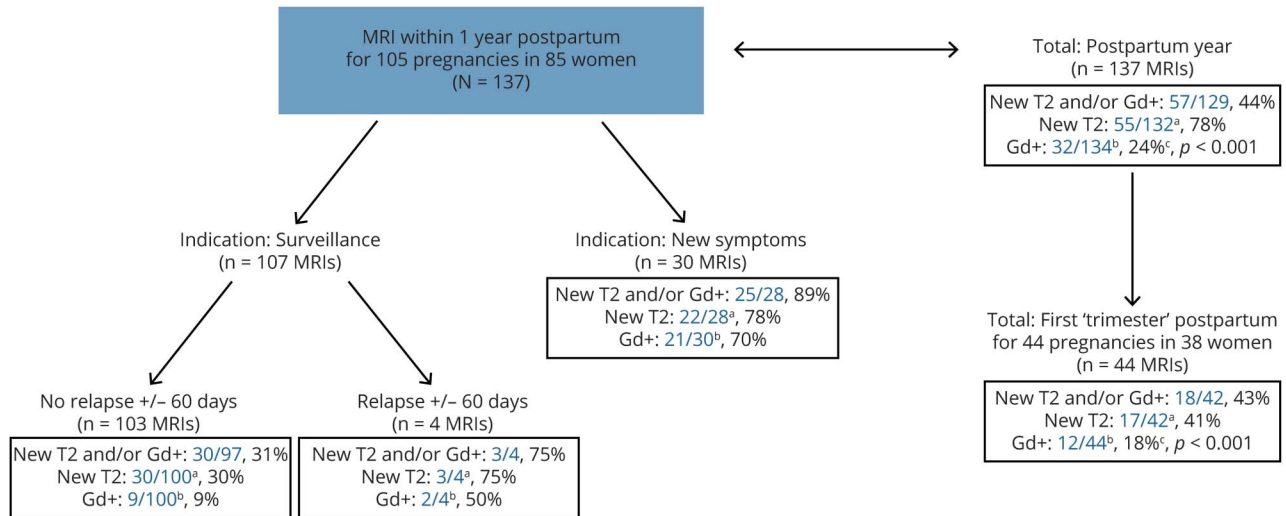 MRI within 1 year postpartum
for 105 pregnancies in 85 women
(N = 137)
Total: Postpartum year
(n = 137 MRIs)
New T2 and/or Gd+: 57/129, 44%
New T2: 55/132ᵃ, 78%
Gd+: 32/134ᵇ, 24%ᶜ, p < 0.001
Indication: Surveillance
(n = 107 MRIs)
Indication: New symptoms
(n = 30 MRIs)
New T2 and/or Gd+: 25/28, 89%
New T2: 22/28ᵃ, 78%
Gd+: 21/30ᵇ, 70%
Total: First ‘trimester’ postpartum
for 44 pregnancies in 38 women
(n = 44 MRIs)
New T2 and/or Gd+: 18/42, 43%
New T2: 17/42ᵃ, 41%
Gd+: 12/44ᵇ, 18%ᶜ, p < 0.001
No relapse +/− 60 days
(n = 103 MRIs)
New T2 and/or Gd+: 30/97, 31%
New T2: 30/100ᵃ, 30%
Gd+: 9/100ᵇ, 9%
Relapse +/− 60 days
(n = 4 MRIs)
New T2 and/or Gd+: 3/4, 75%
New T2: 3/4ᵃ, 75%
Gd+: 2/4ᵇ, 50%